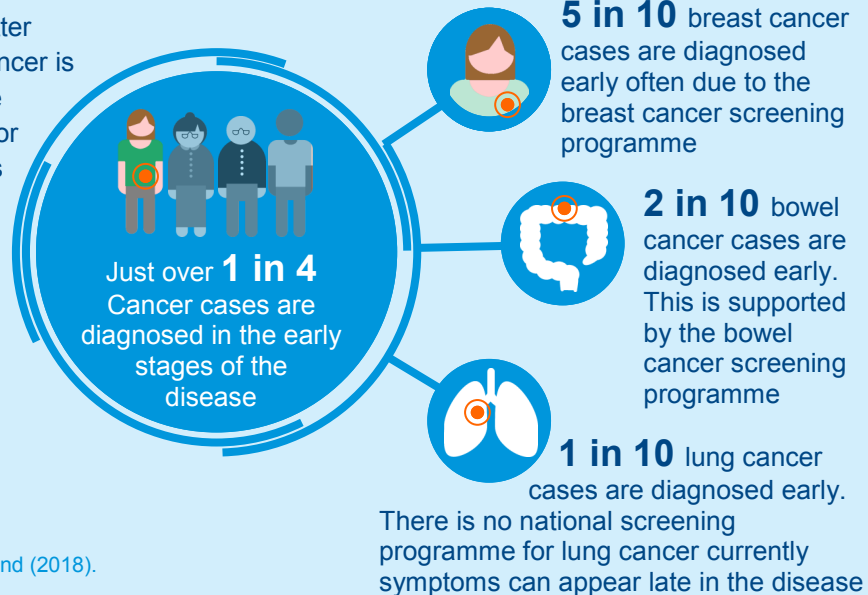 ncer is
or
Just over 1 in 4
Cancer cases are
diagnosed in the early
stages of the
disease
5 in 10 breast cancer
cases are diagnosed
early often due to the
breast cancer screening
programme
2 in 10 bowel
cancer cases are
diagnosed early.
This is supported
by the bowel
cancer screening
programme
1 in 10 lung cancer
cases are diagnosed early.
There is no national screening
programme for lung cancer currently
symptoms can appear late in the disease
nd (2018).